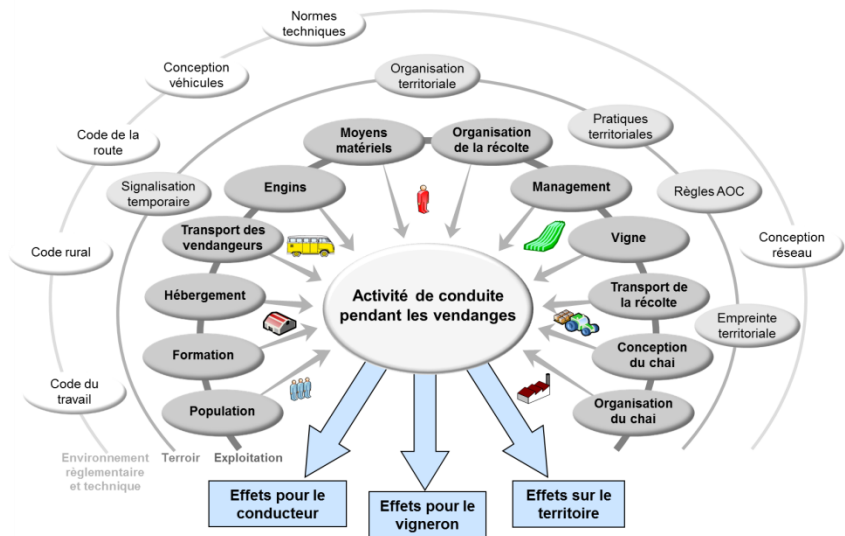 Normes
techniques
Conception
véhicules
Organisation
territoriale
Code de la
route
Moyens
matériels
Organisation
de la récolte
Pratiques
territoriales
Signalisation
temporaire
Engins
Management
Règles AOC
Transport des
vendangeurs
Vigne
Code rural
Conception
réseau
Hébergement
Activité de conduite
pendant les vendanges
Transport de
la récolte
Empreinte
territoriale
Formation
Conception
du chai
Code du
travail
Population
Organisation
du chai
Environnement
règlementaire
et technique
Terroir
Exploitation
Effets pour le
conducteur
Effets pour le
vigneron
Effets sur le
territoire